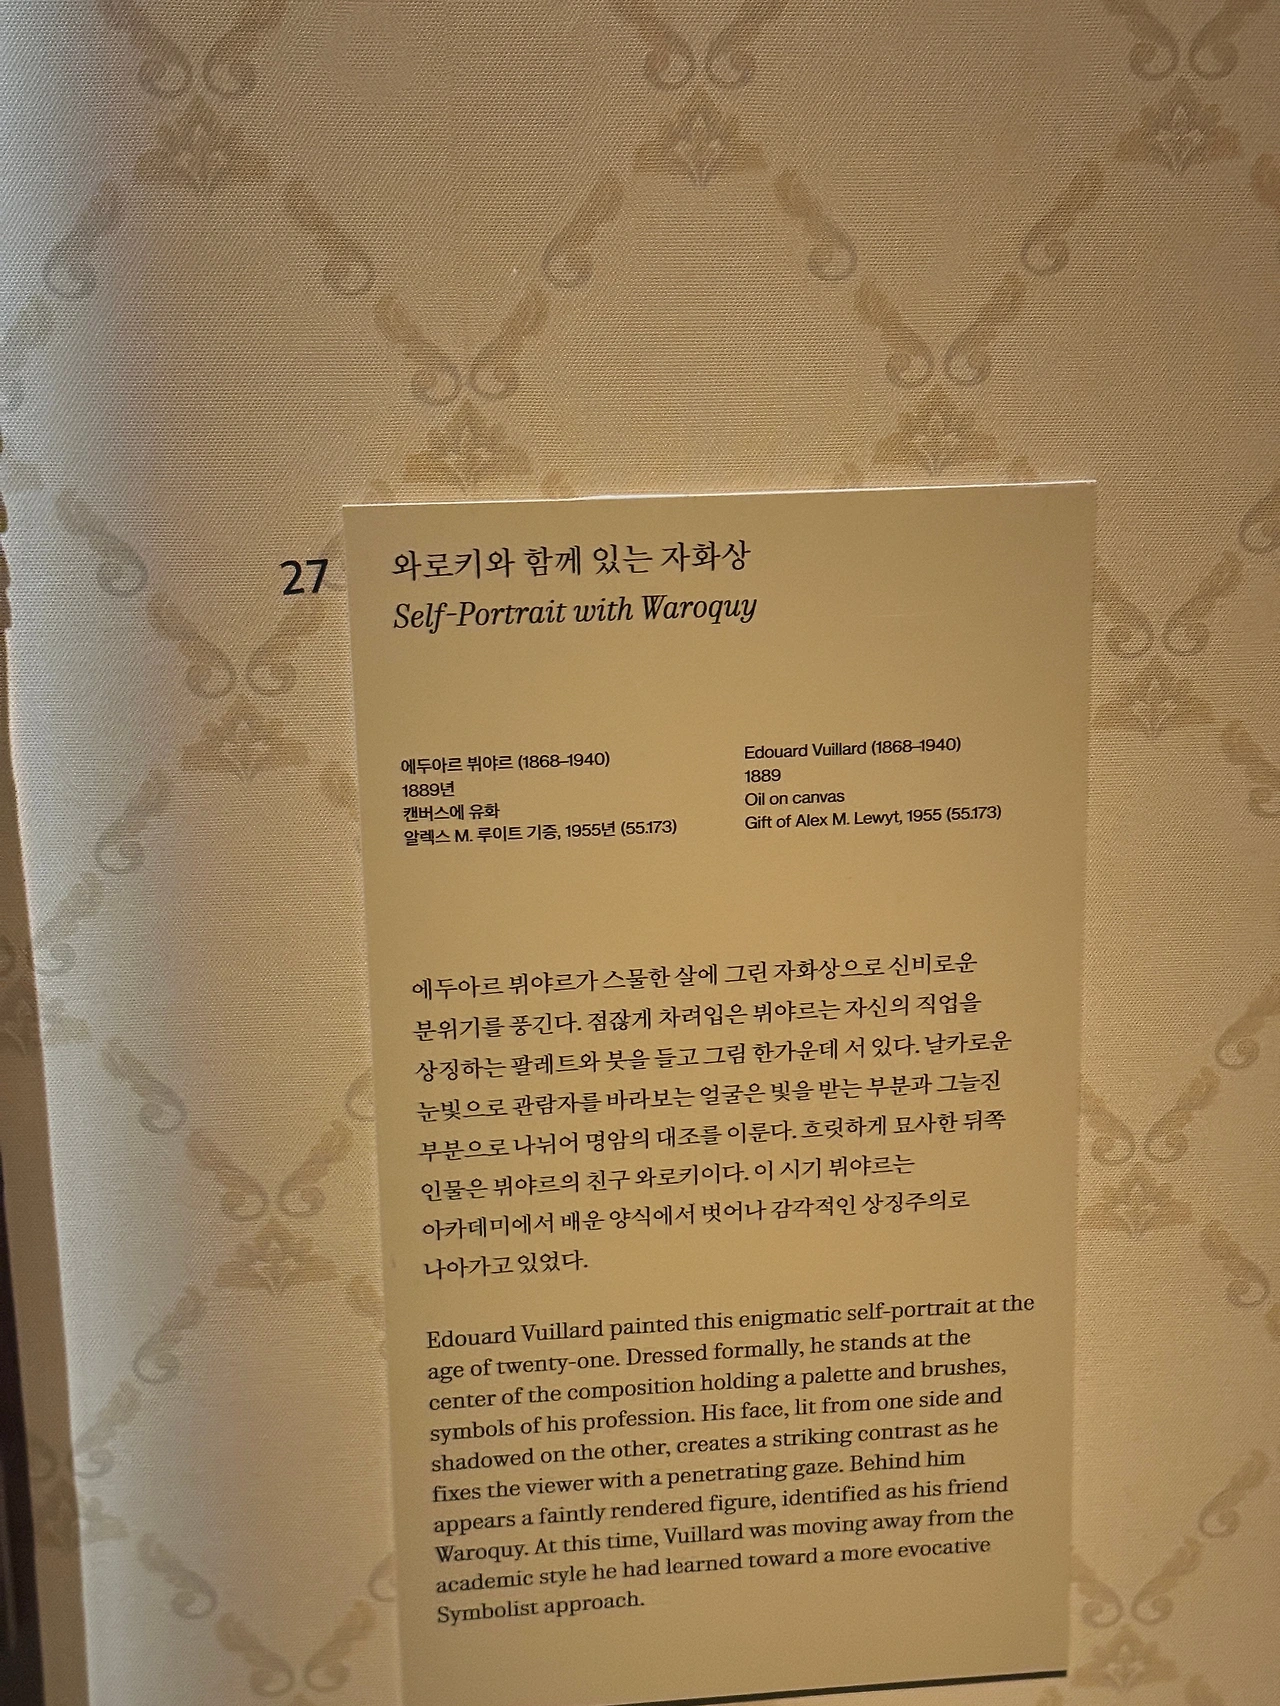 27
와로키와 함께 있는 자화상
Self-Portrait with Waroquy
에두아르 뷔야르 (1868–1940)
1889년
캔버스에 유화
알렉스 M. 루이트 기증, 1955년 (55.173)
Edouard Vuillard (1868–1940)
1889
Oil on canvas
Gift of Alex M. Lewyt, 1955 (55.173)
에두아르 뷔야르가 스물한 살에 그린 자화상으로 신비로운
분위기를 풍긴다. 점잖게 차려입은 뷔야르는 자신의 직업을
상징하는 팔레트와 붓을 들고 그림 한가운데 서 있다. 날카로운
눈빛으로 관람자를 바라보는 얼굴은 빛을 받는 부분과 그늘진
부분으로 나뉘어 명암의 대조를 이룬다. 흐릿하게 묘사한 뒤쪽
인물은 뷔야르의 친구 와로키이다. 이 시기 뷔야르는
아카데미에서 배운 양식에서 벗어나 감각적인 상징주의로
나아가고 있었다.
Edouard Vuillard painted this enigmatic self-portrait at the
age of twenty-one. Dressed formally, he stands at the
center of the composition holding a palette and brushes,
symbols of his profession. His face, lit from one side and
shadowed on the other, creates a striking contrast as he
fixes the viewer with a penetrating gaze. Behind him
appears a faintly rendered figure, identified as his friend
Waroquy. At this time, Vuillard was moving away from the
academic style he had learned toward a more evocative
Symbolist approach.